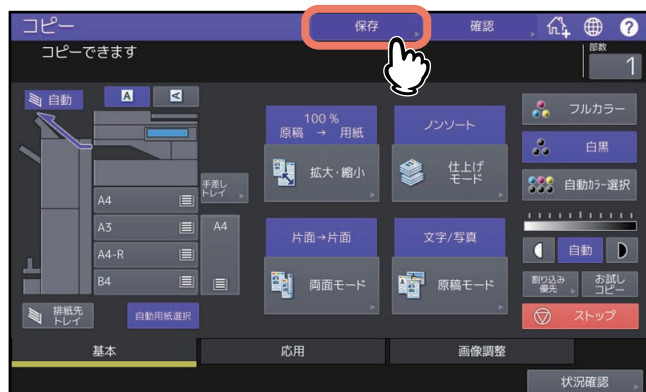 コピー
保存
確認
?
コピーできます
部数
1
自動
A
A
100 %
原稿 → 用紙
ノンソート
フルカラー
拡大・縮小
仕上げ
モード
白黒
手差し
トレイ
自動ｶﾗｰ選択
A4
A3
A4-R
B4
A4
片面→片面
文字/写真
両面モード
原稿モード
自動
割り込み
優先
お試し
コピー
排紙先
トレイ
自動用紙選択
ストップ
基本
応用
画像調整
状況確認